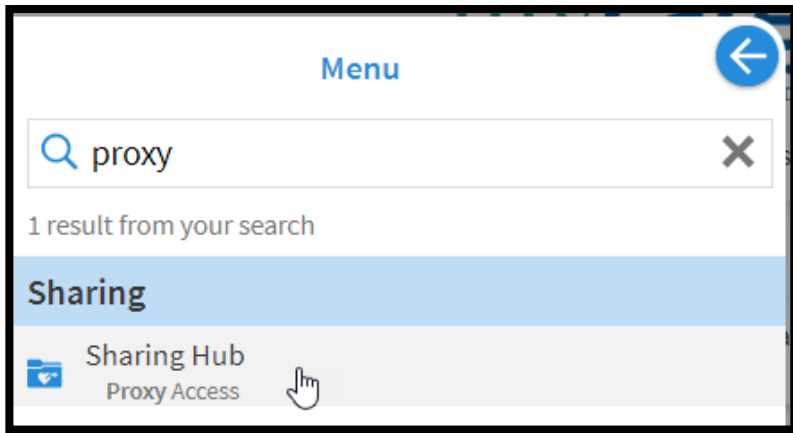 Menu
proxy
1 result from your search
Sharing
Sharing Hub
Proxy Access